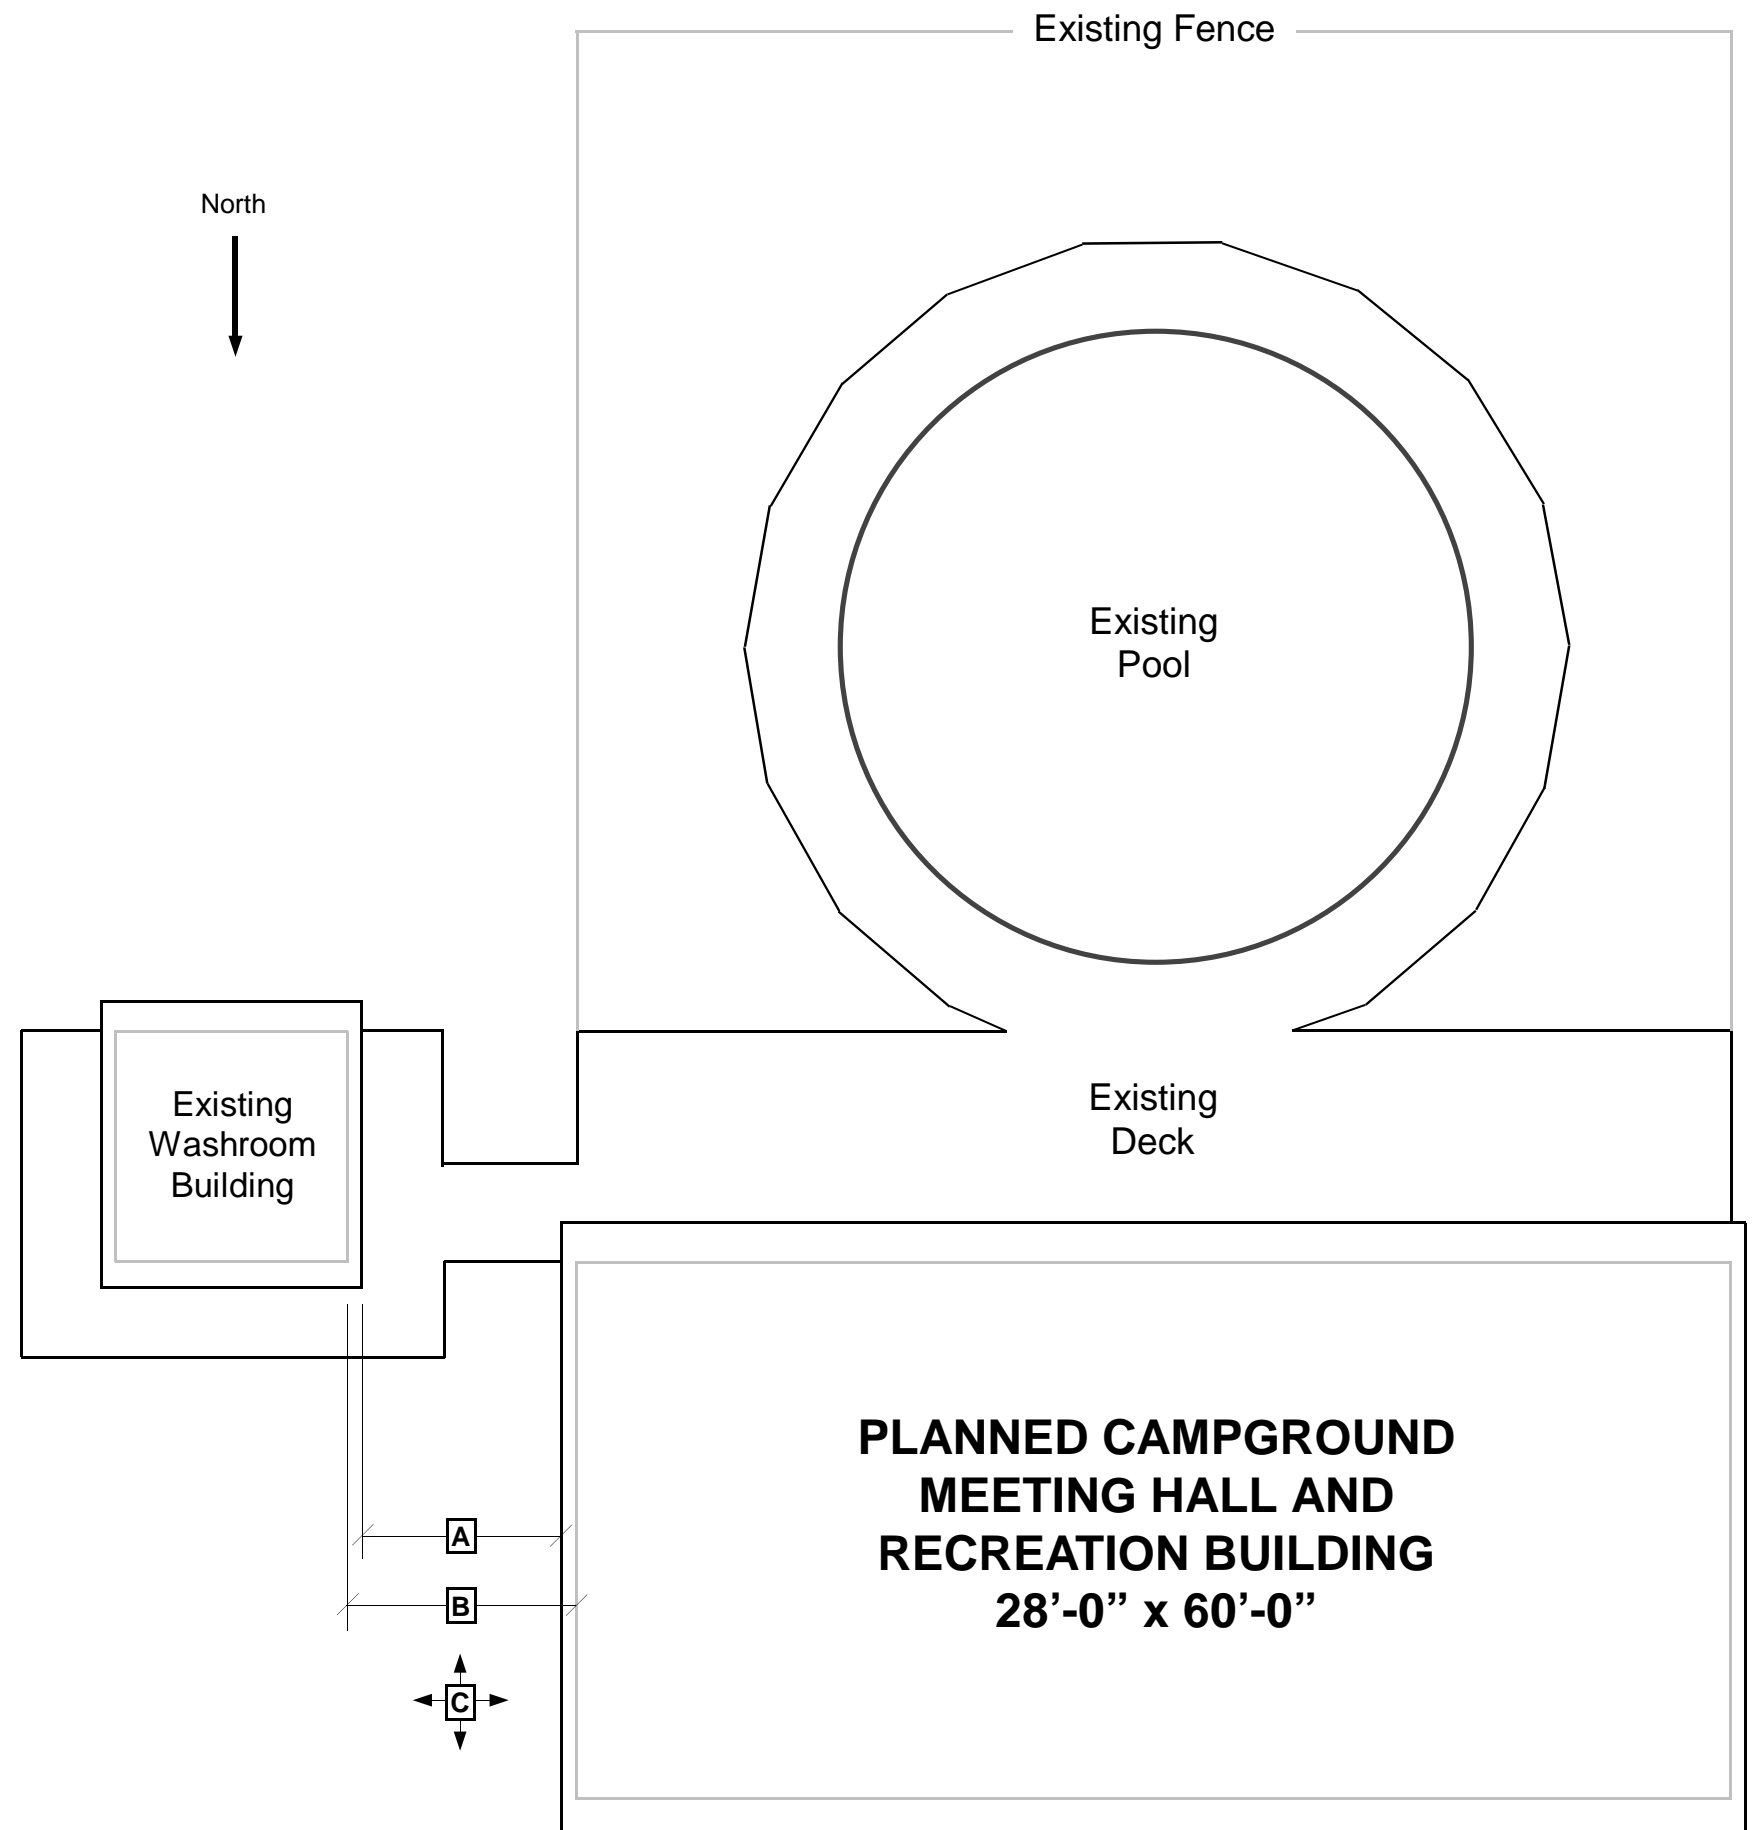 Existing Fence
North
Existing
Pool
Existing
Washroom
Building
Existing
Deck
PLANNED CAMPGROUND
MEETING HALL AND
RECREATION BUILDING
28’-0” x 60’-0”
A
B
C